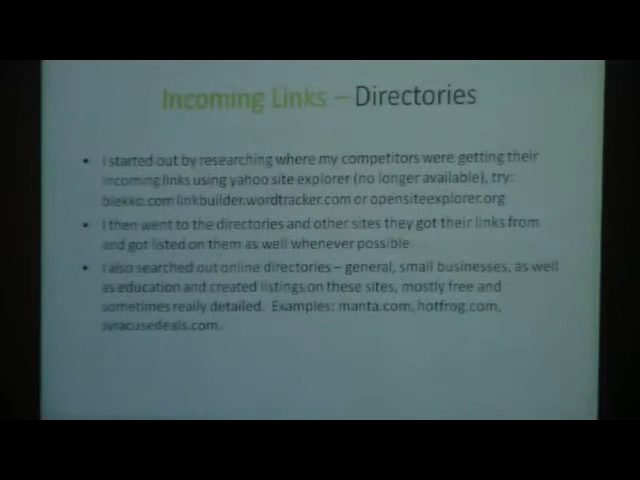 Incoming Links – Directories
• I started out by researching where my competitors were getting their
incoming links using yahoo site explorer (no longer available), try:
blekko.com linkbuilder.wordtracker.com or opensiteexplorer.org
• I then went to the directories and other sites they got their links from
and got listed on them as well whenever possible
• I also searched out online directories – general, small businesses, as well
as education and created listings on these sites, mostly free and
sometimes really detailed. Examples: manta.com, hotfrog.com,
syracusedeals.com.